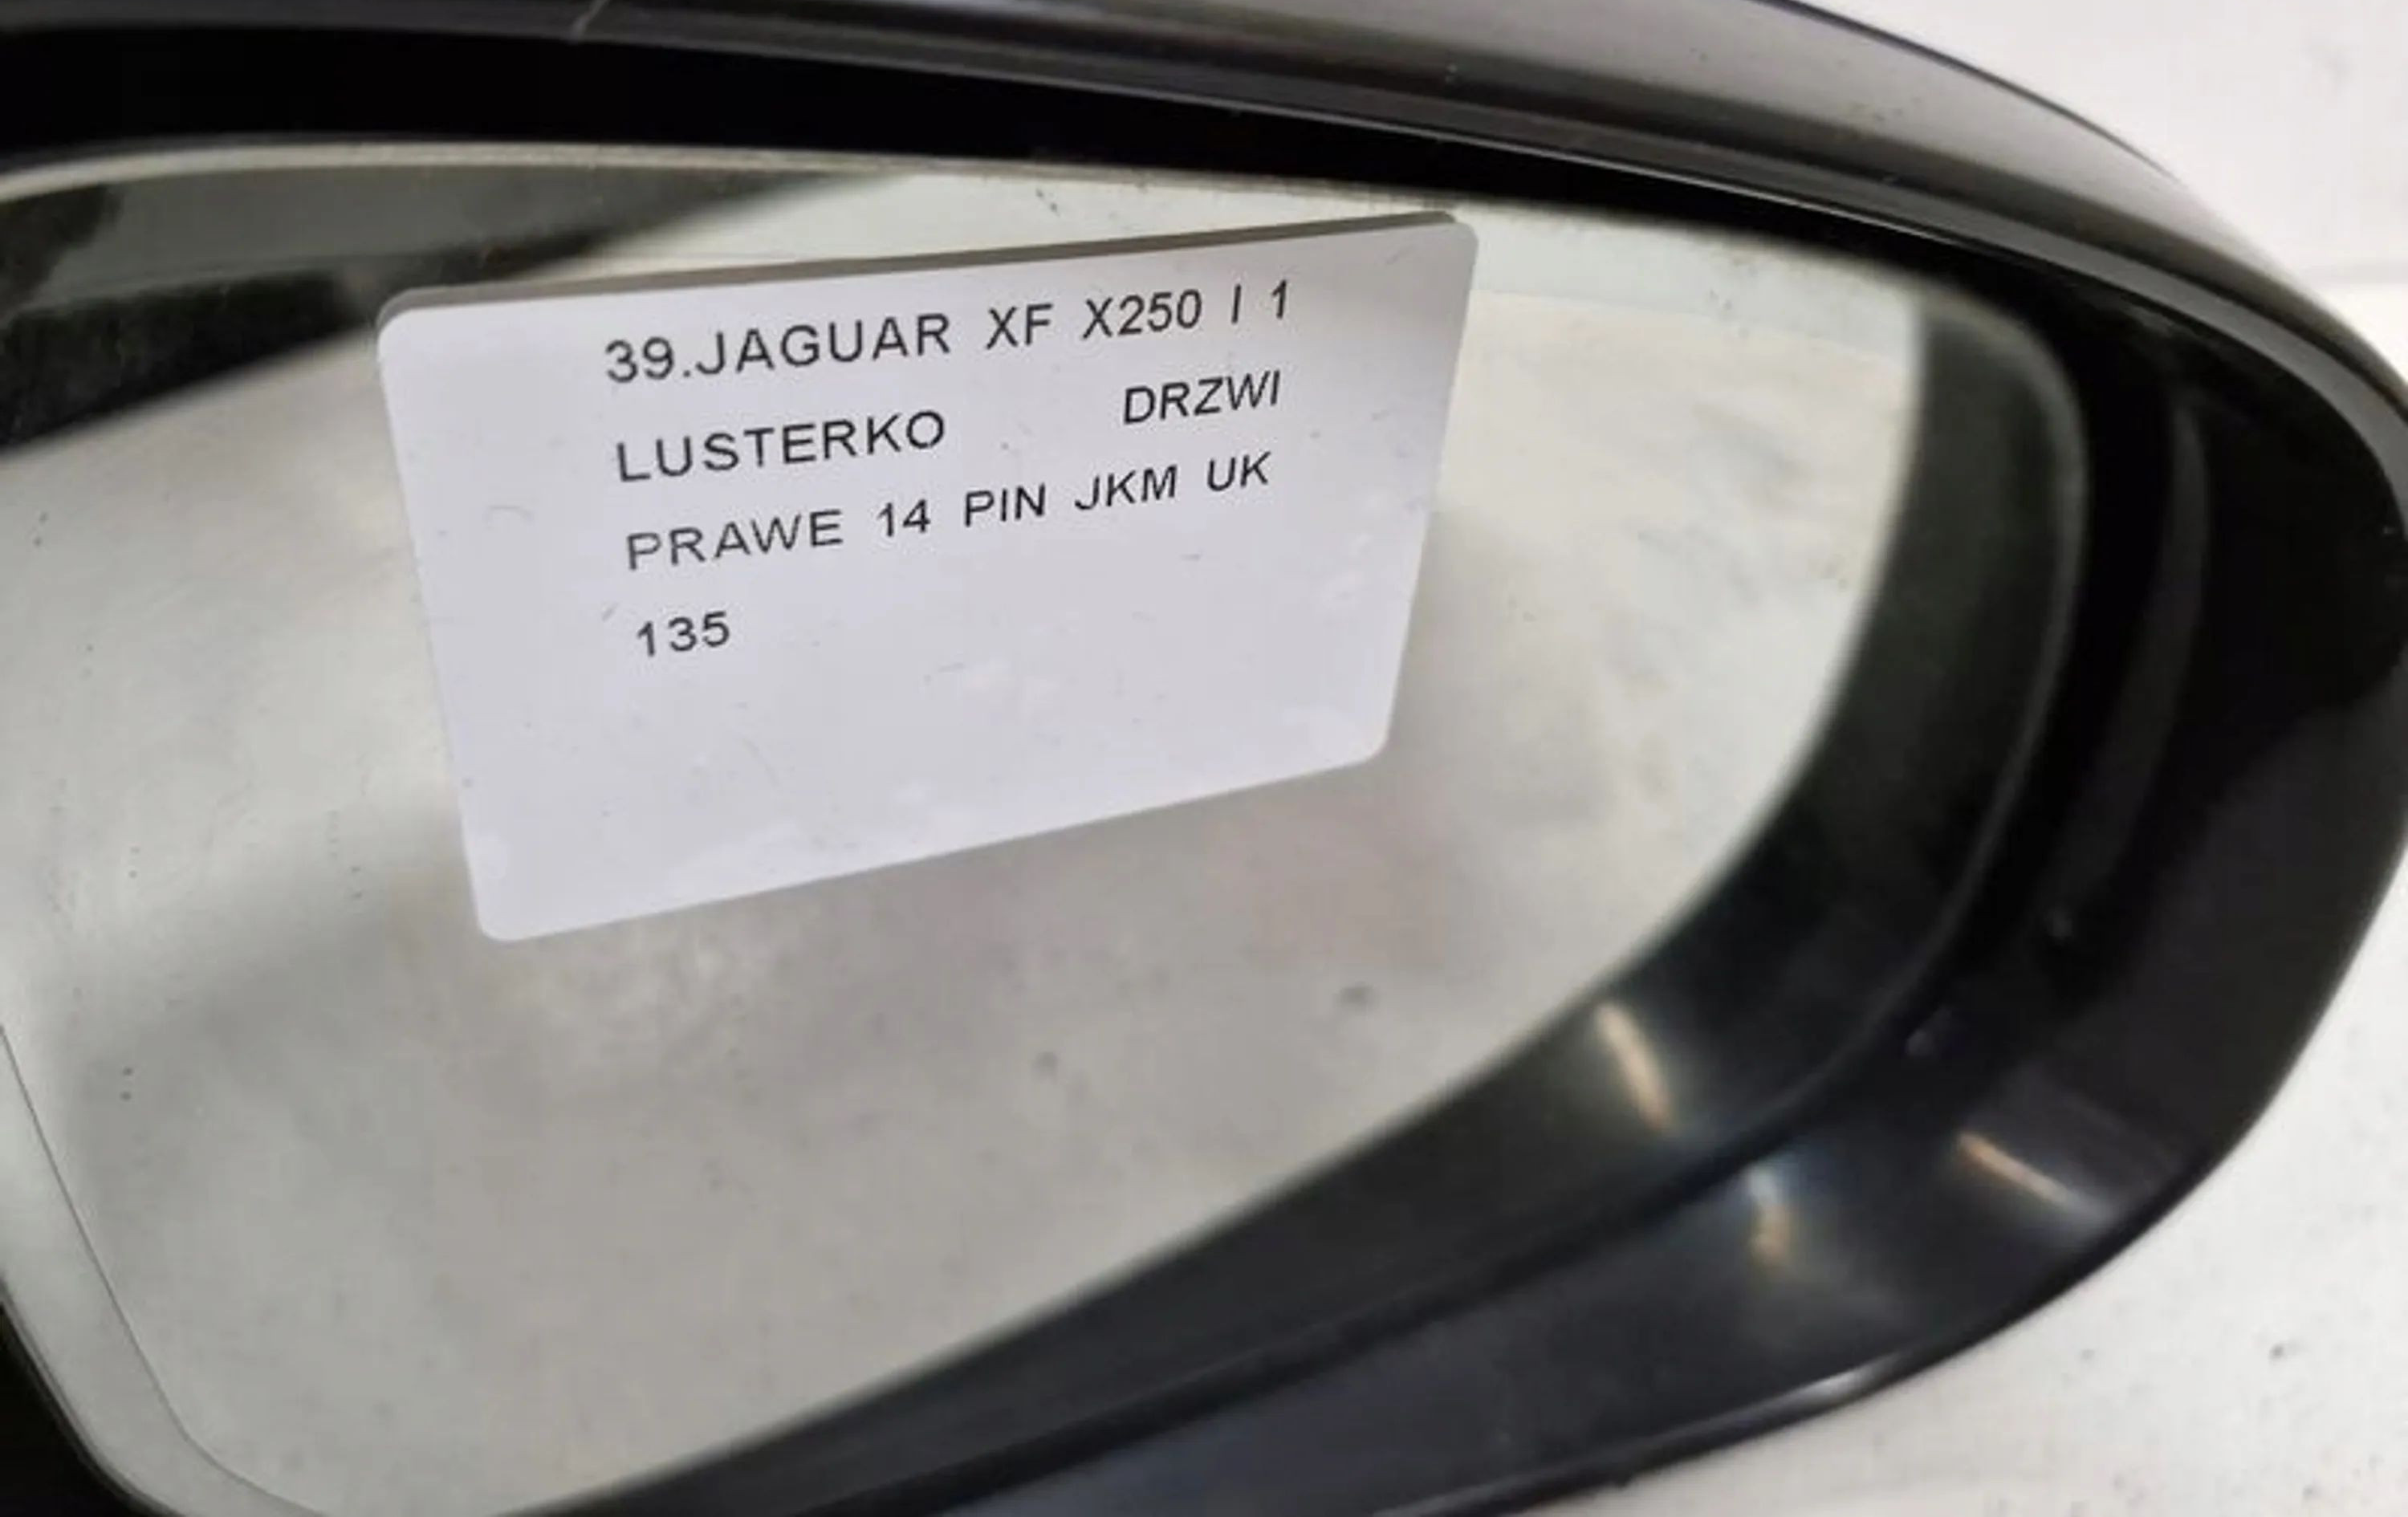 39.JAGUAR XF X250 I 1
LUSTERKO DRZWI
PRAWE 14 PIN JKM UK
135